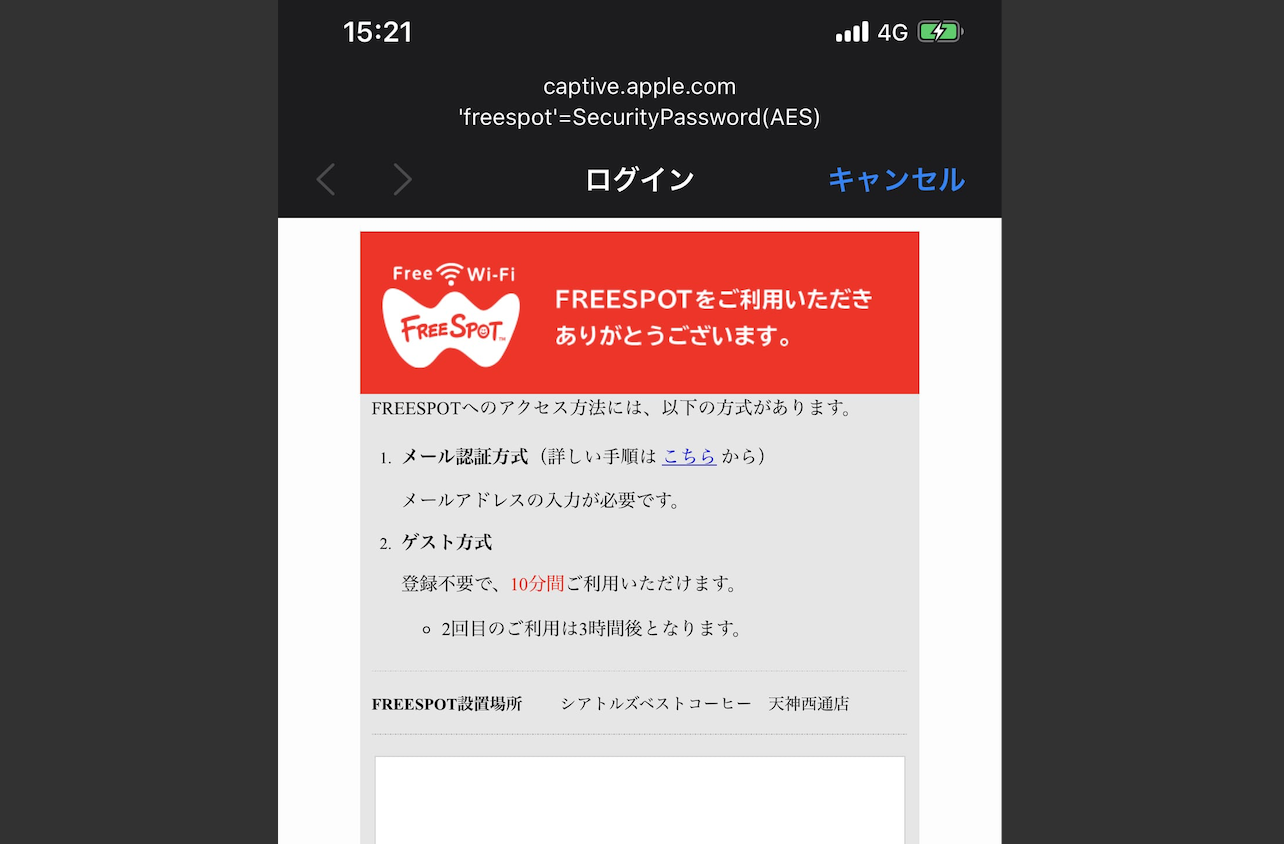 15:21
4G
captive.apple.com
'freespot'=SecurityPassword(AES)
ログイン
キャンセル
Free Wi-Fi
FREESPOT™
FREESPOTをご利用いただき
ありがとうございます。
FREESPOTへのアクセス方法には、以下の方式があります。
1. メール認証方式（詳しい手順は こちら から）
メールアドレスの入力が必要です。
2. ゲスト方式
登録不要で、10分間ご利用いただけます。
2回目のご利用は3時間後となります。
FREESPOT設置場所 シアトルズベストコーヒー 天神西通店